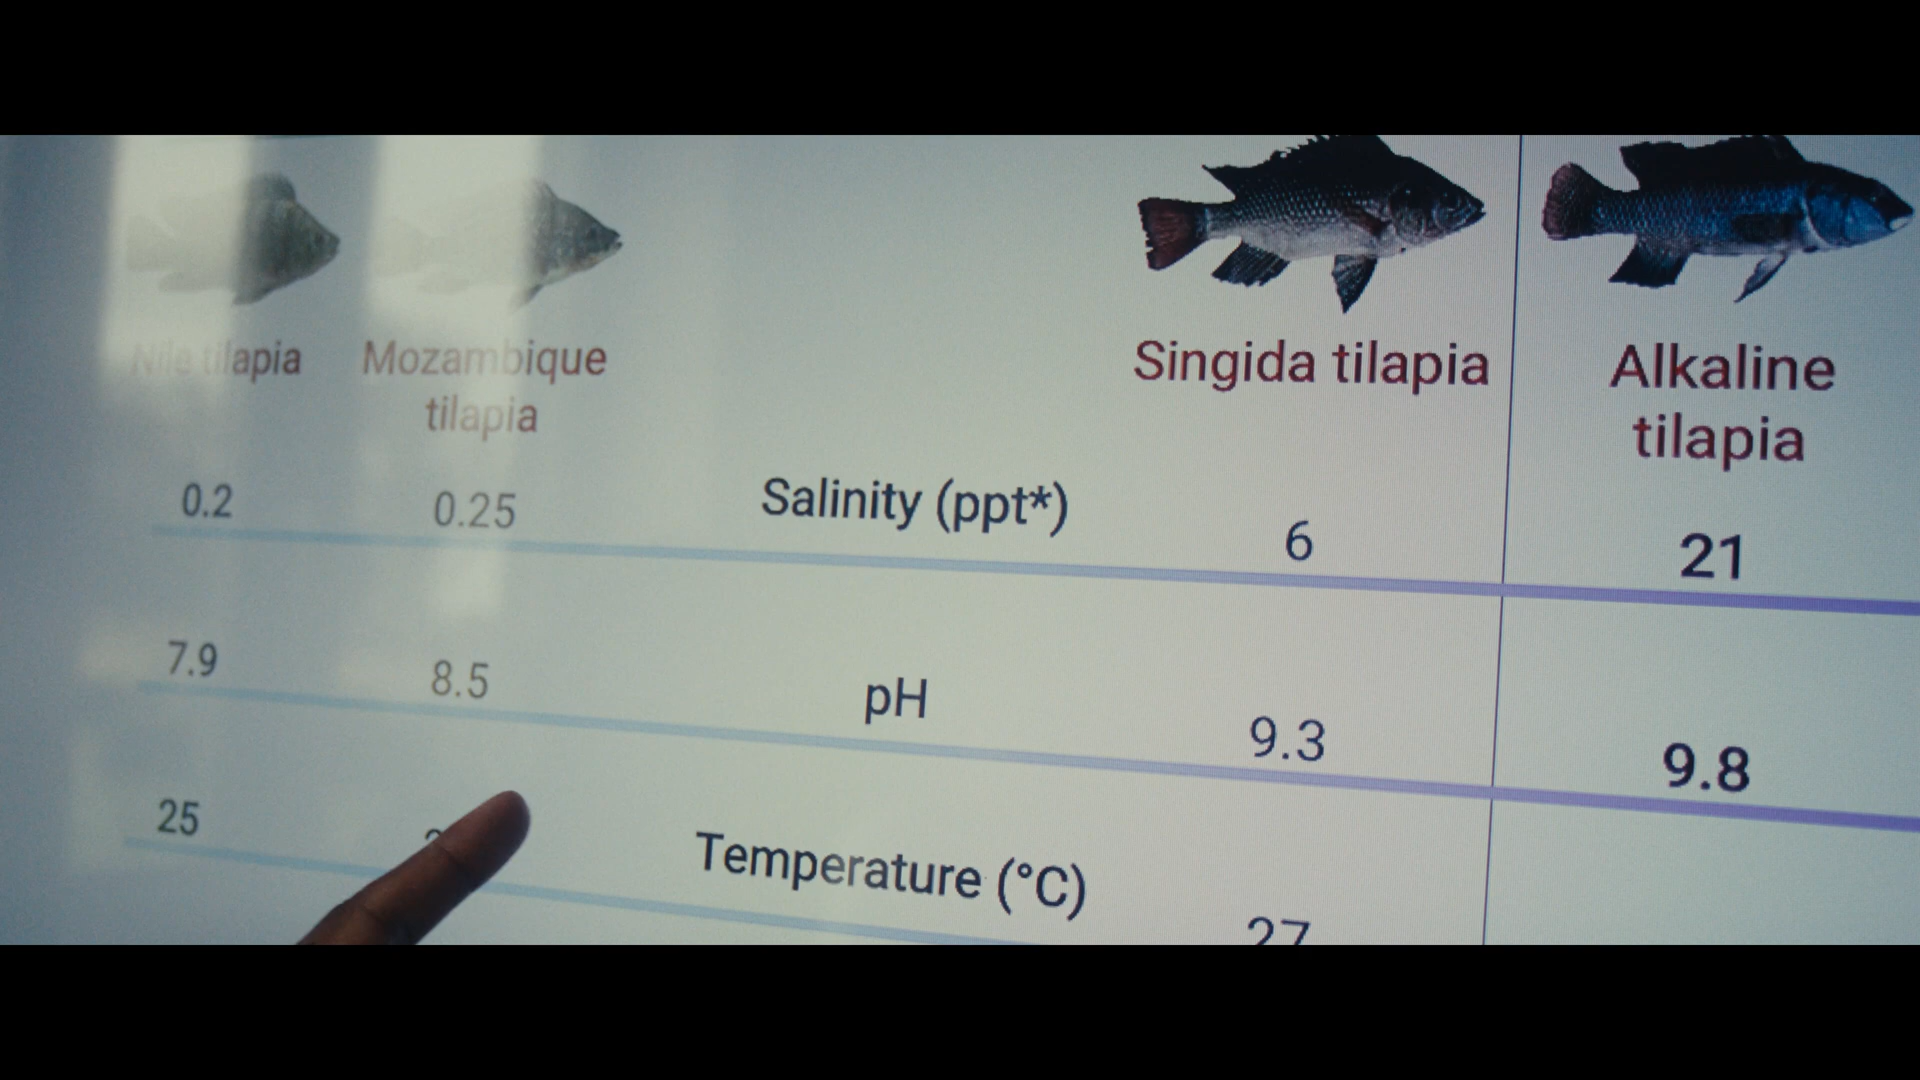 Nile tilapia
Mozambique
tilapia
Singida tilapia
Alkaline
tilapia
0.2
0.25
Salinity (ppt*)
6
21
7.9
8.5
pH
9.3
9.8
25
Temperature (°C)
27